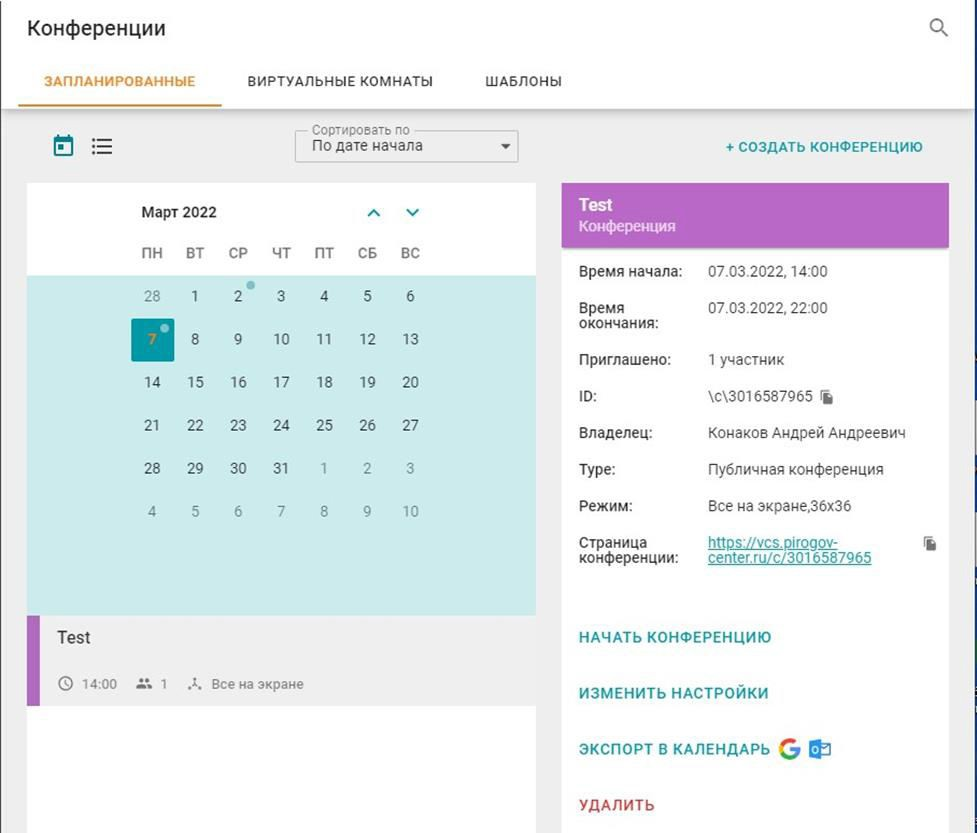 Конференции
ЗАПЛАНИРОВАННЫЕ ВИРТУАЛЬНЫЕ КОМНАТЫ ШАБЛОНЫ
Сортировать по
По дате начала
+ СОЗДАТЬ КОНФЕРЕНЦИЮ
Март 2022
ПН ВТ СР ЧТ ПТ СБ ВС
28 1 2 3 4 5 6
7 8 9 10 11 12 13
14 15 16 17 18 19 20
21 22 23 24 25 26 27
28 29 30 31 1 2 3
4 5 6 7 8 9 10
Test
14:00 1 Все на экране
Test
Конференция
Время начала: 07.03.2022, 14:00
Время 07.03.2022, 22:00
окончания:
Приглашено: 1 участник
ID: \c\3016587965
Владелец: Конаков Андрей Андреевич
Type: Публичная конференция
Режим: Все на экране,36x36
Страница https://vcs.pirogov-
конференции: center.ru/c/3016587965
НАЧАТЬ КОНФЕРЕНЦИЮ
ИЗМЕНИТЬ НАСТРОЙКИ
ЭКСПОРТ В КАЛЕНДАРЬ
УДАЛИТЬ